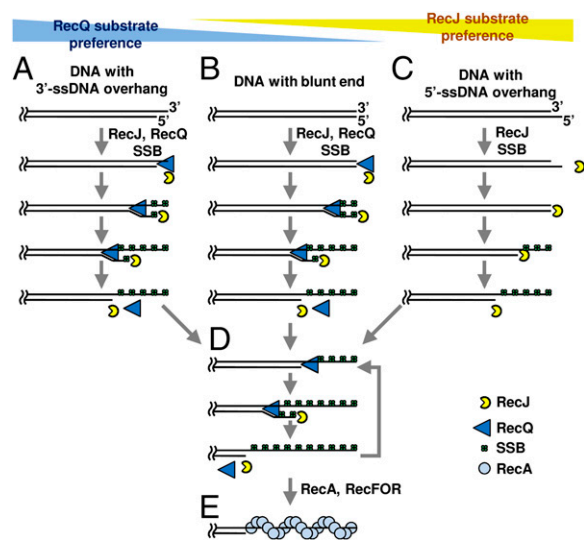 RecQ substrate
preference
RecJ substrate
preference
A
DNA with
3'-ssDNA overhang
B
DNA with blunt end
C
DNA with
5'-ssDNA overhang
3'
5'
3'
5'
3'
5'
RecJ, RecQ
SSB
RecJ, RecQ
SSB
RecJ
SSB
D
RecJ
RecQ
SSB
RecA
RecA, RecFOR
E